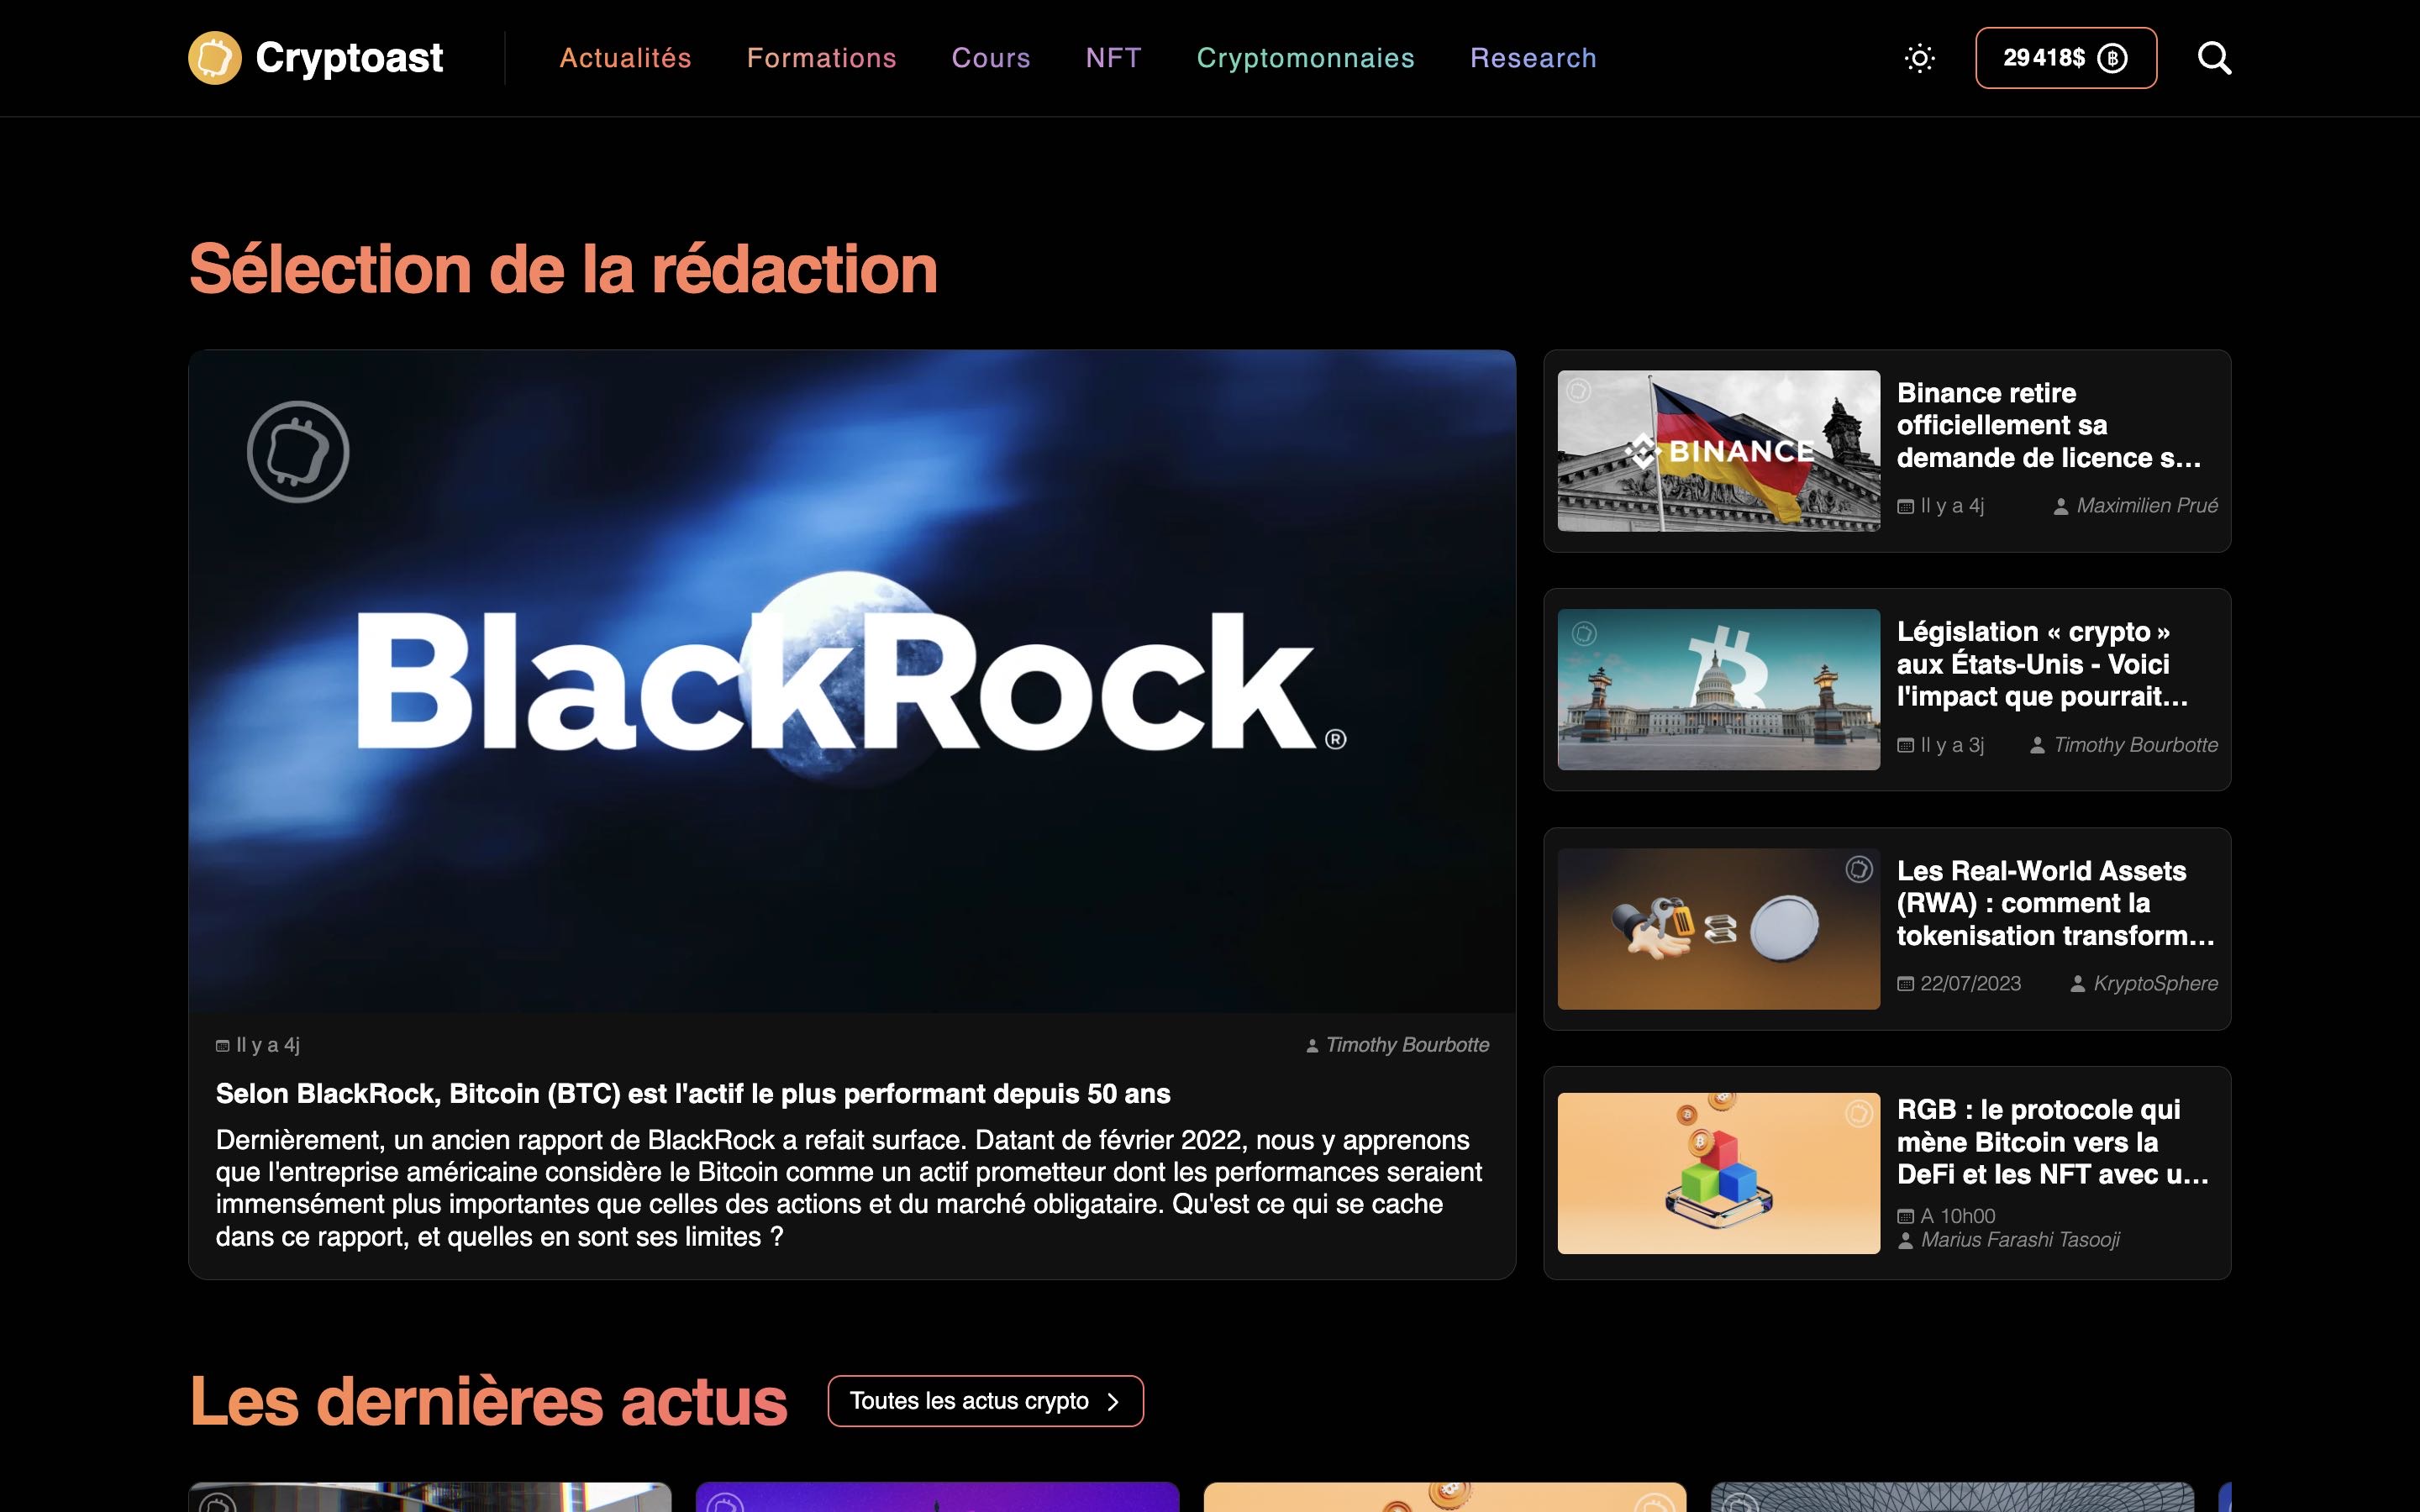 Cryptoast
Actualités
Formations
Cours
NFT
Cryptomonnaies
Research
29 418$
Sélection de la rédaction
BlackRock®
Il y a 4j
Timothy Bourbotte
Selon BlackRock, Bitcoin (BTC) est l'actif le plus performant depuis 50 ans
Dernièrement, un ancien rapport de BlackRock a refait surface. Datant de février 2022, nous y apprenons
que l'entreprise américaine considère le Bitcoin comme un actif prometteur dont les performances seraient
immensément plus importantes que celles des actions et du marché obligataire. Qu'est ce qui se cache
dans ce rapport, et quelles en sont ses limites ?
BINANCE
Binance retire
officiellement sa
demande de licence s...
Il y a 4j
Maximilien Prué
Législation « crypto »
aux États-Unis - Voici
l'impact que pourrait...
Il y a 3j
Timothy Bourbotte
Les Real-World Assets
(RWA) : comment la
tokenisation transform...
22/07/2023
KryptoSphere
RGB : le protocole qui
mène Bitcoin vers la
DeFi et les NFT avec u...
A 10h00
Marius Farashi Tasooji
Les dernières actus
Toutes les actus crypto